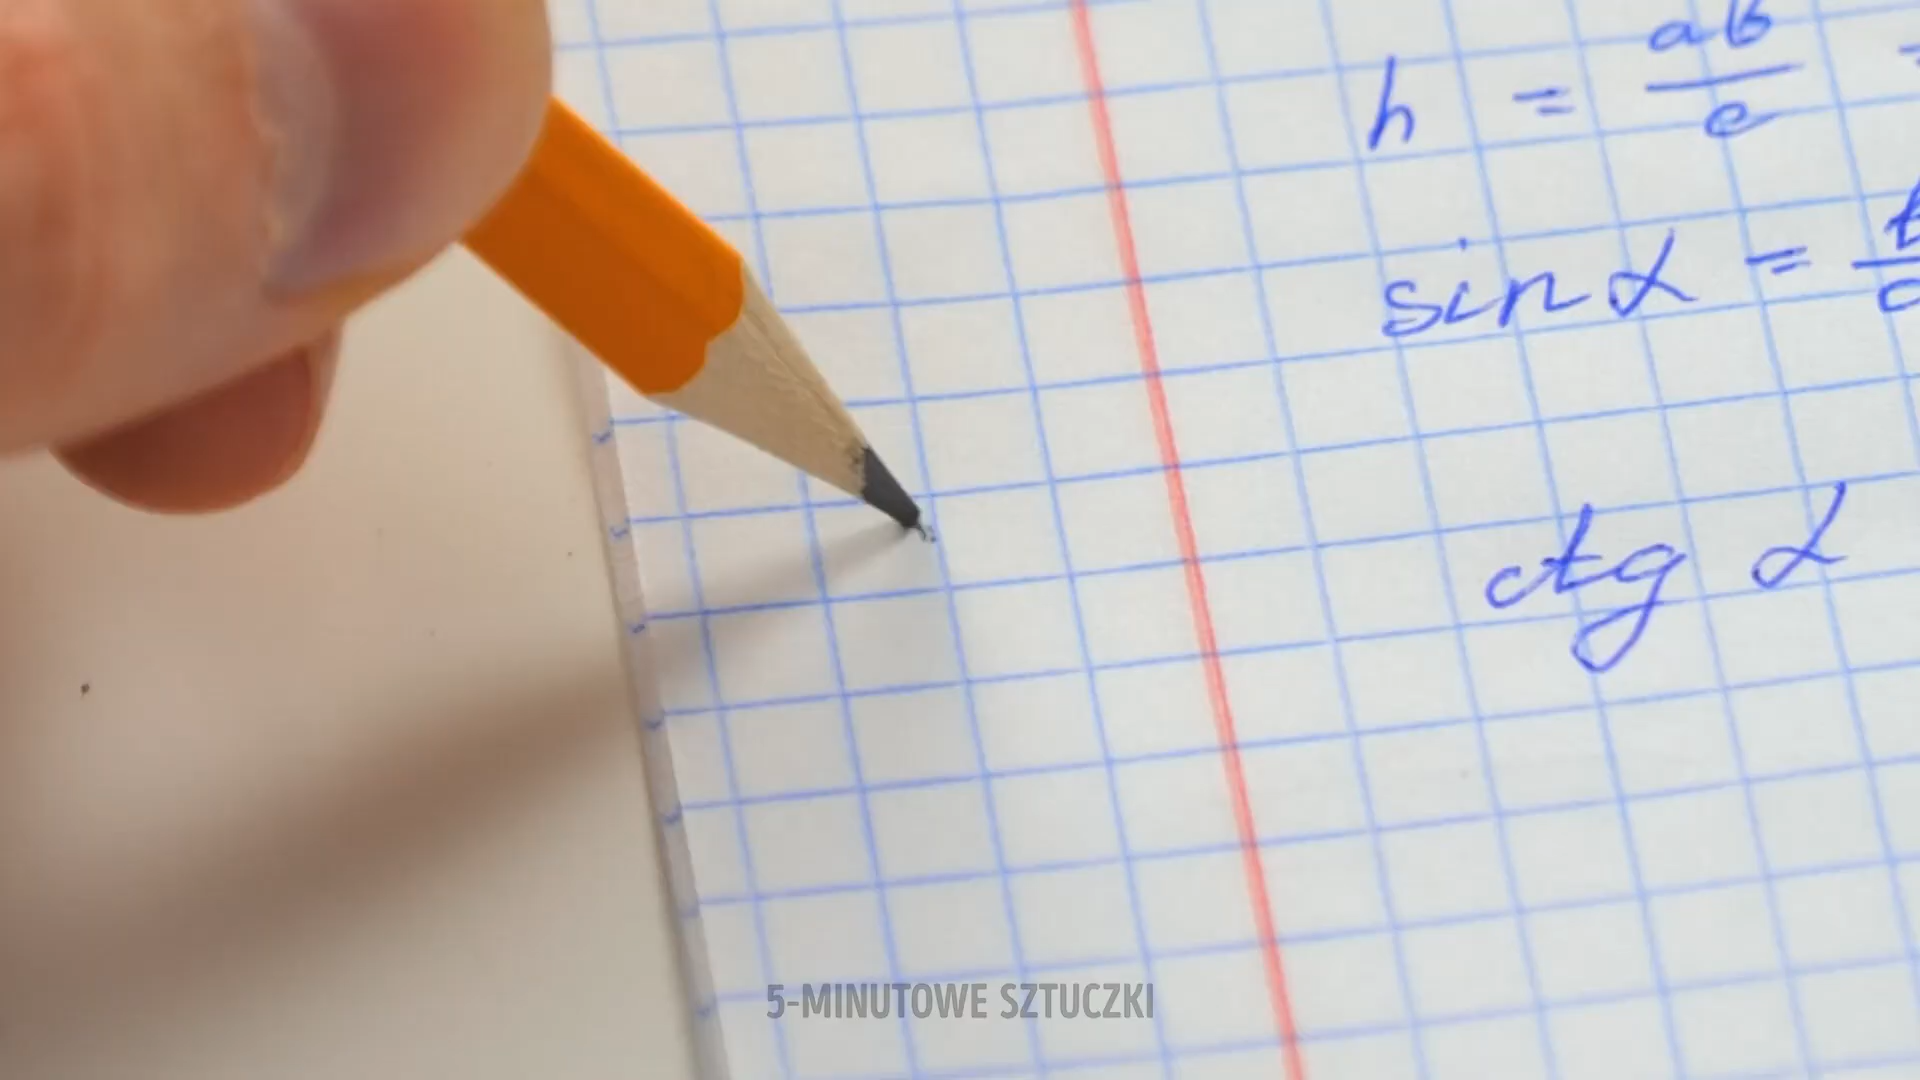 h = ab/c
sin α =
ctg α
5-MINUTOWE SZTUCZKI